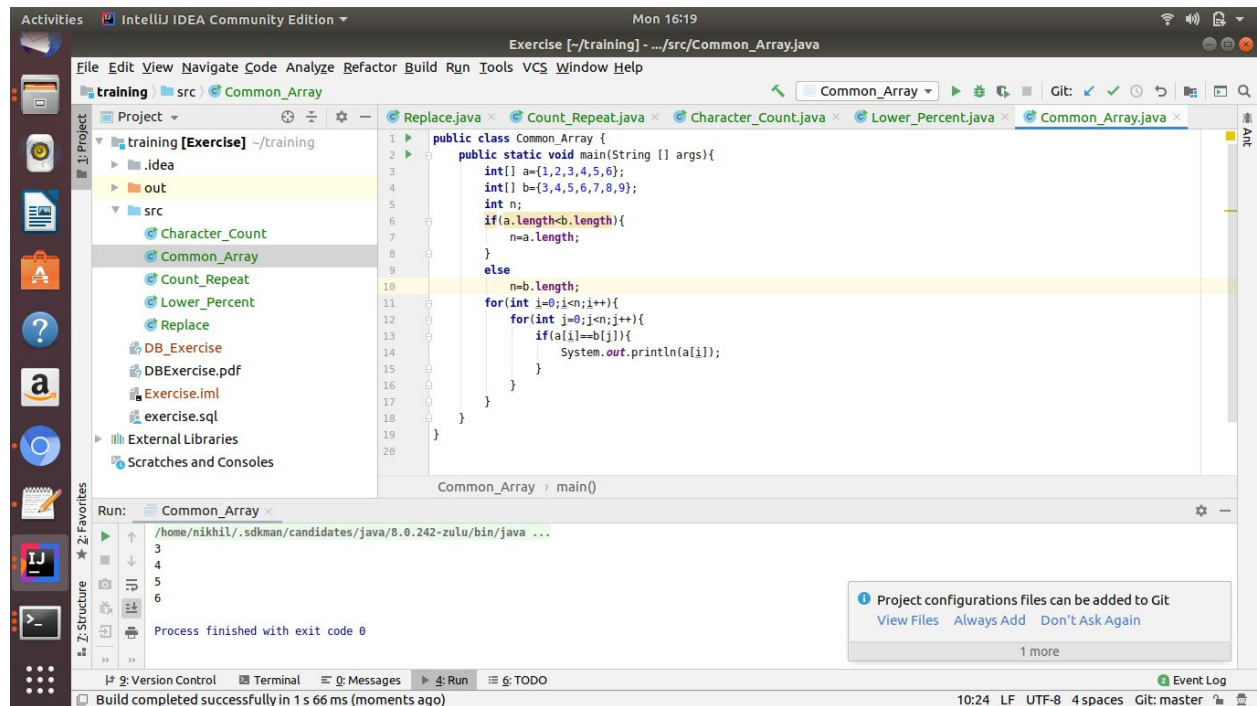 Activities IntelliJ IDEA Community Edition Mon 16:19
Exercise [~/training] - .../src/Common_Array.java
File Edit View Navigate Code Analyze Refactor Build Run Tools VCS Window Help
training src Common_Array Common_Array Git:
Project Replace.java Count_Repeat.java Character_Count.java Lower_Percent.java Common_Array.java
1: Project
Ant
training [Exercise] ~/training
.idea
out
src
Character_Count
Common_Array
Count_Repeat
Lower_Percent
Replace
DB_Exercise
DBExercise.pdf
Exercise.iml
exercise.sql
External Libraries
Scratches and Consoles
1 public class Common_Array {
2 public static void main(String [] args){
3 int[] a={1,2,3,4,5,6};
4 int[] b={3,4,5,6,7,8,9};
5 int n;
6 if(a.length<b.length){
7 n=a.length;
8 }
9 else
10 n=b.length;
11 for(int i=0;i<n;i++){
12 for(int j=0;j<n;j++){
13 if(a[i]==b[j]){
14 System.out.println(a[i]);
15 }
16 }
17 }
18 }
19 }
20
Common_Array › main()
2: Favorites
Z: Structure
Run: Common_Array
/home/nikhil/.sdkman/candidates/java/8.0.242-zulu/bin/java ...
3
4
5
6
Process finished with exit code 0
Project configurations files can be added to Git
View Files Always Add Don't Ask Again
1 more
9: Version Control Terminal 0: Messages 4: Run 6: TODO 2 Event Log
Build completed successfully in 1 s 66 ms (moments ago) 10:24 LF UTF-8 4 spaces Git: master